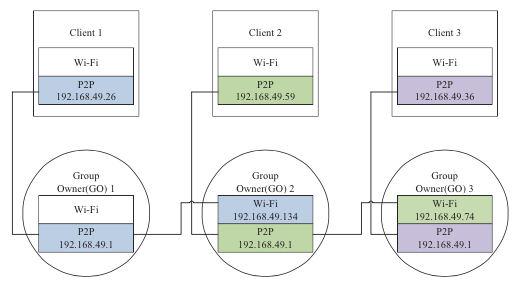 Client 1
Wi-Fi
P2P
192.168.49.26
Client 2
Wi-Fi
P2P
192.168.49.59
Client 3
Wi-Fi
P2P
192.168.49.36
Group
Owner(GO) 1
Wi-Fi
P2P
192.168.49.1
Group
Owner(GO) 2
Wi-Fi
192.168.49.134
P2P
192.168.49.1
Group
Owner(GO) 3
Wi-Fi
192.168.49.74
P2P
192.168.49.1